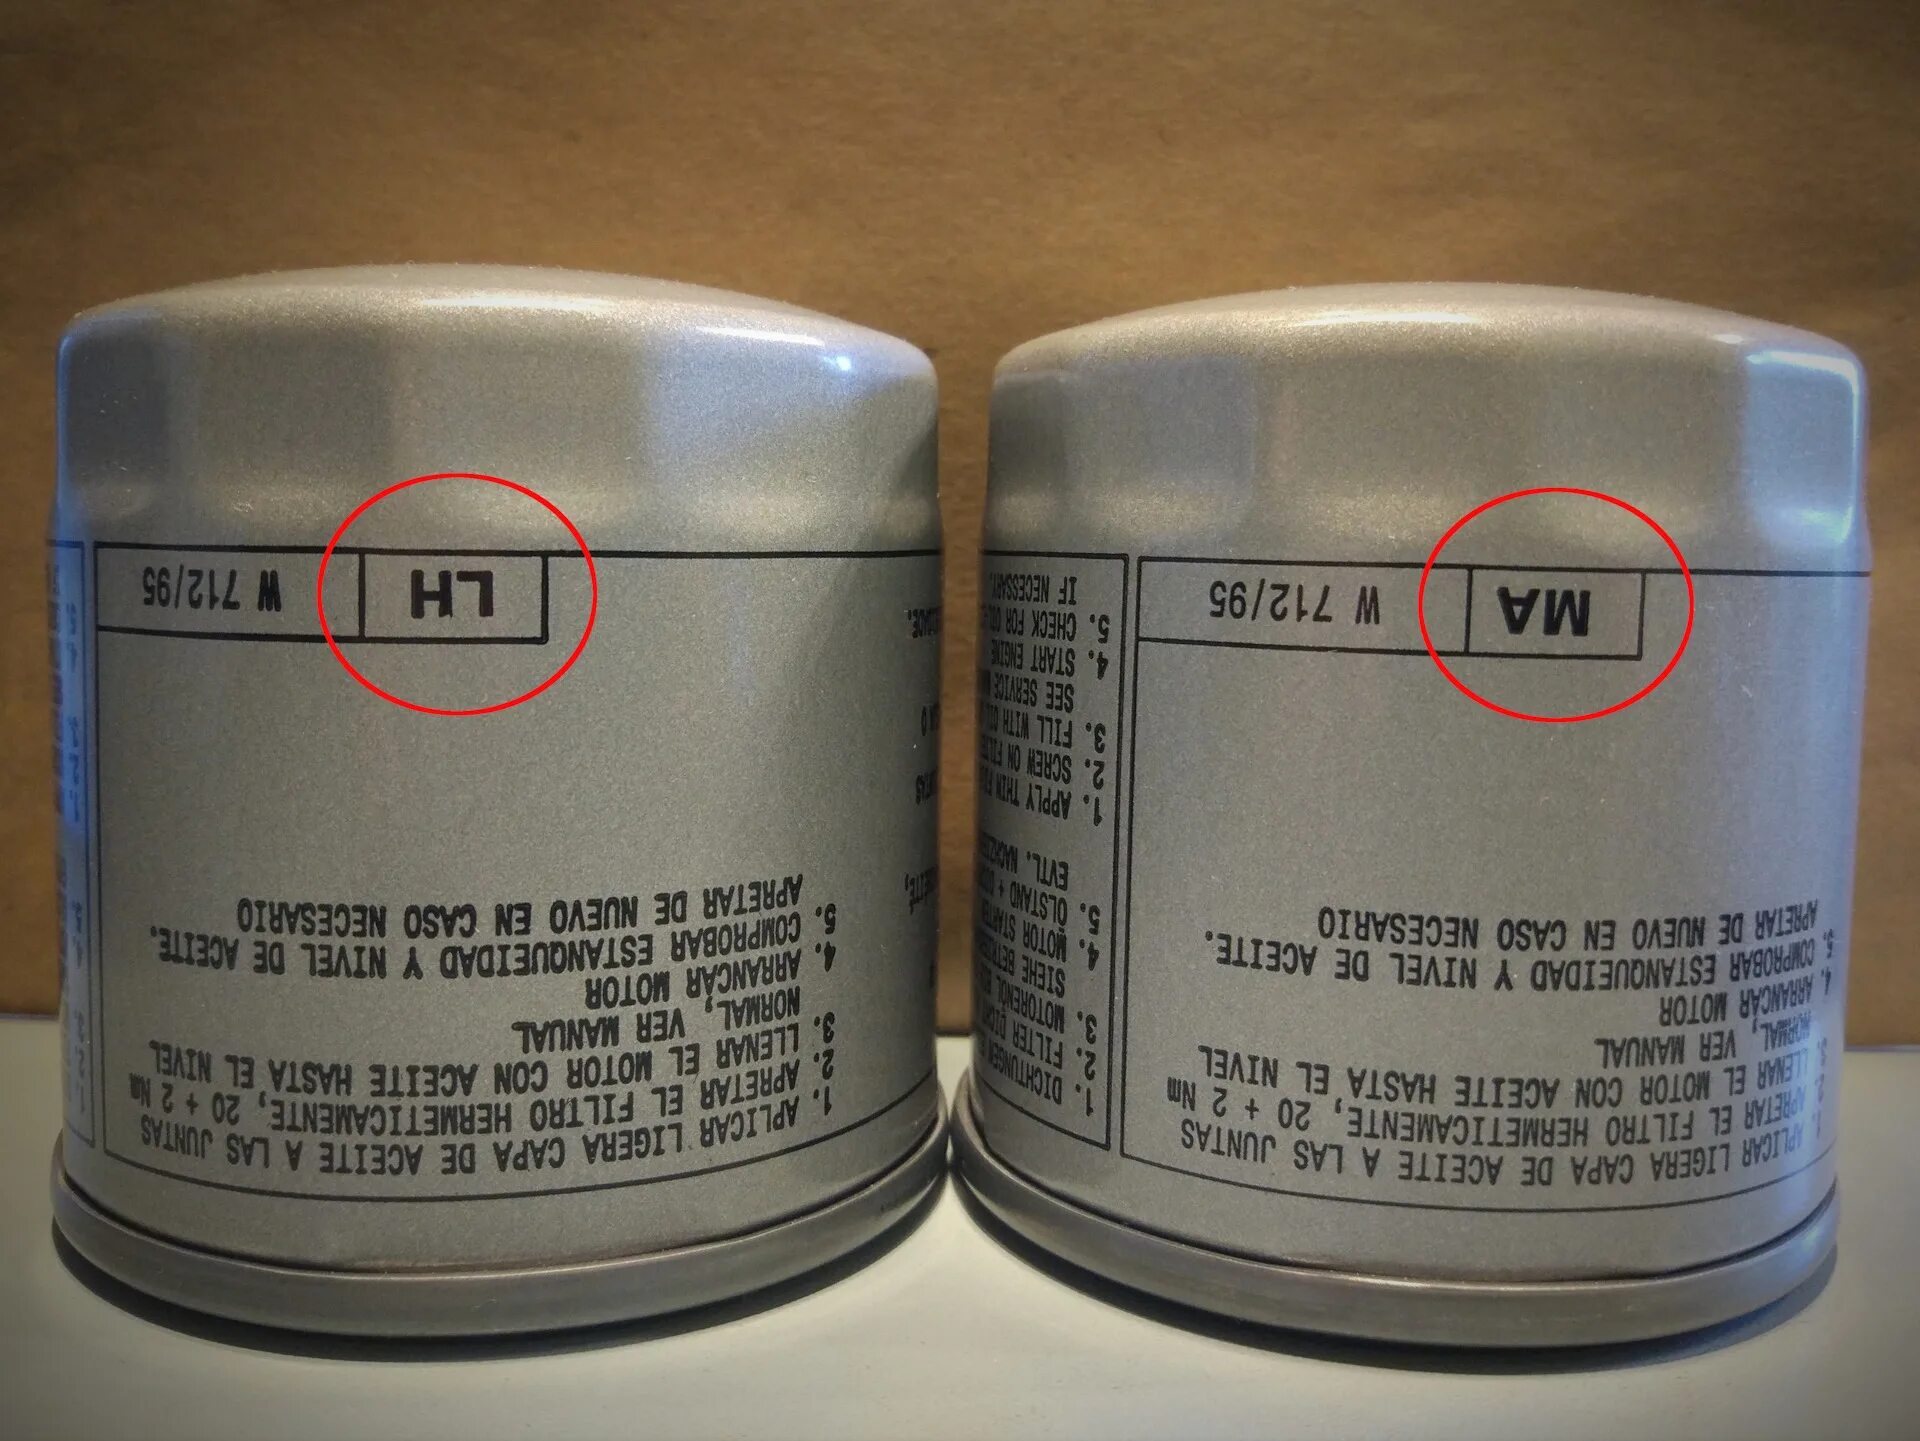 1. APLICAR LIGERA CAPA DE ACEITE A LAS JUNTAS
2. APRETAR EL FILTRO HERMETICAMENTE, 20 + 2 Nm
3. LLENAR EL MOTOR CON ACEITE HASTA EL NIVEL
NORMAL, VER MANUAL
4. ARRANCAR MOTOR
5. COMPROBAR ESTANQUEIDAD Y NIVEL DE ACEITE.
APRETAR DE NUEVO EN CASO NECESARIO
LH W 712/95
1. APLICAR LIGERA CAPA DE ACEITE A LAS JUNTAS
2. APRETAR EL FILTRO HERMETICAMENTE, 20 + 2 Nm
3. LLENAR EL MOTOR CON ACEITE HASTA EL NIVEL
NORMAL, VER MANUAL
4. ARRANCAR MOTOR
5. COMPROBAR ESTANQUEIDAD Y NIVEL DE ACEITE.
APRETAR DE NUEVO EN CASO NECESARIO
MA W 712/95
1. DICHTUNGEN
2. FILTER
3. MOTORENÖL
SIEHE
4. MOTOR
5. ÖLSTAND +
EVTL.
1. APPLY THIN
2. SCREW ON
3. FILL WITH
SEE SERVICE
4. START ENGINE
5. CHECK FOR
IF NECESSARY.